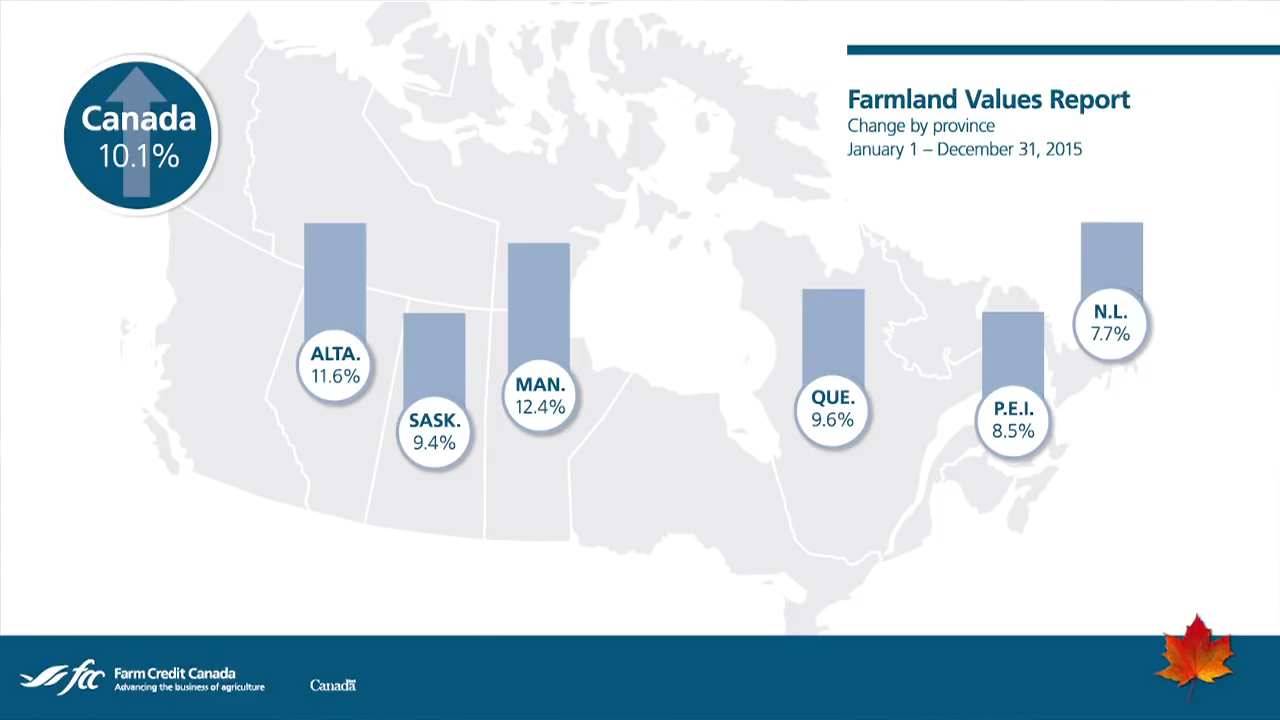 Canada
10.1%
Farmland Values Report
Change by province
January 1 – December 31, 2015
ALTA.
11.6%
SASK.
9.4%
MAN.
12.4%
QUE.
9.6%
P.E.I.
8.5%
N.L.
7.7%
fcc
Farm Credit Canada
Advancing the business of agriculture
Canada